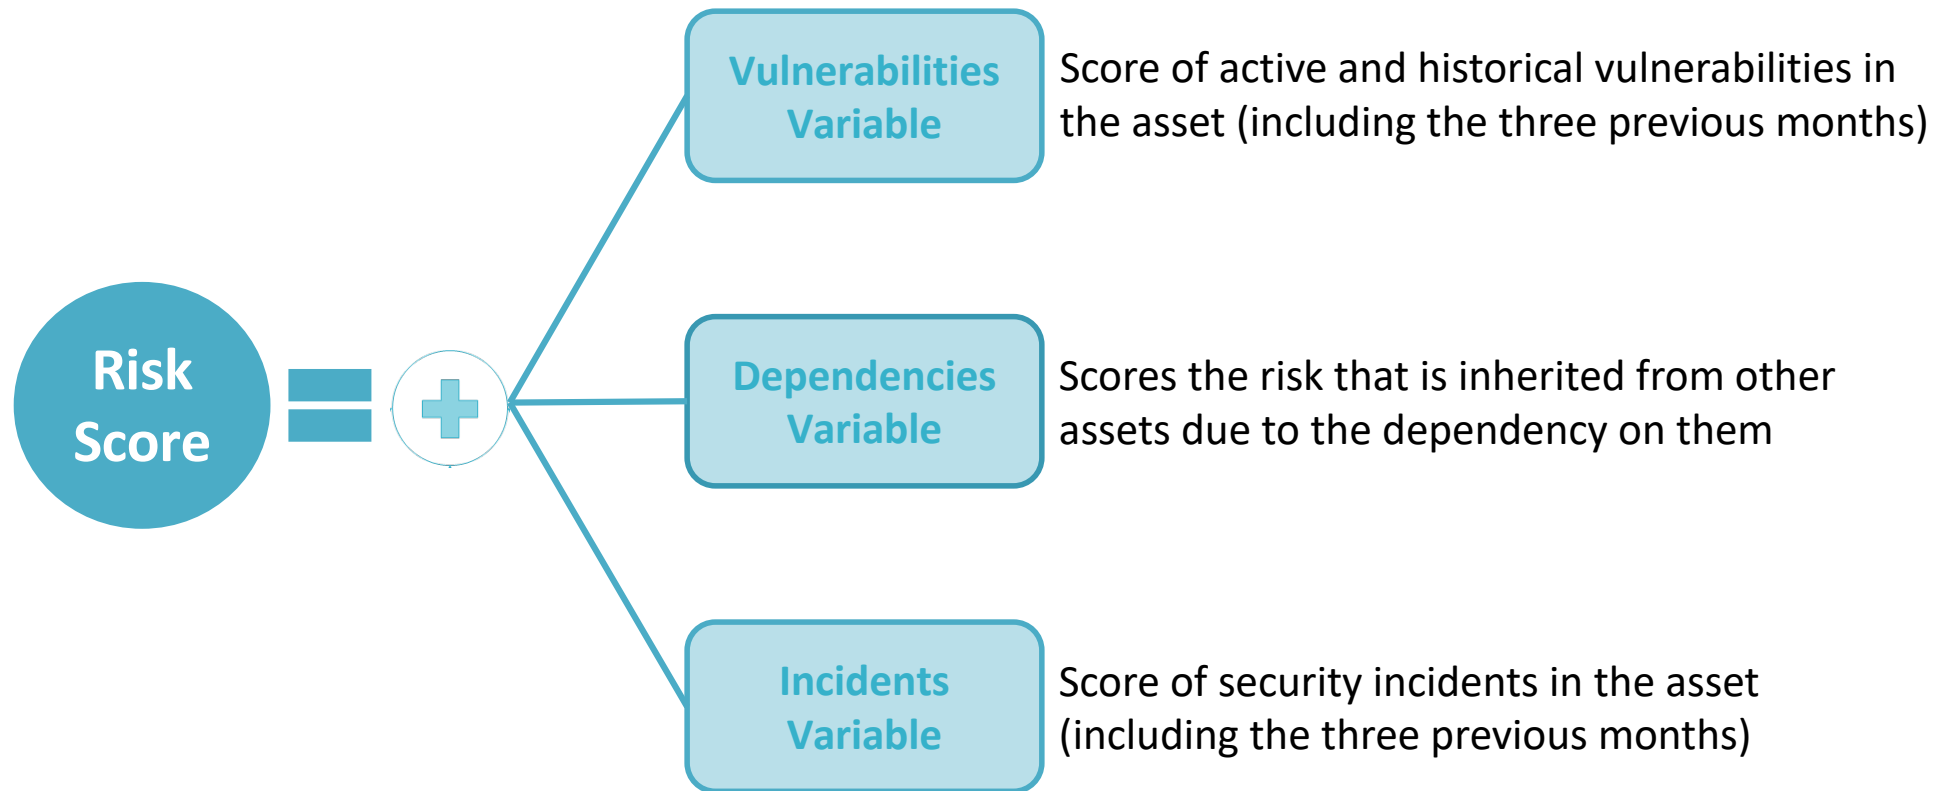 Risk
Score
Vulnerabilities
Variable
Score of active and historical vulnerabilities in
the asset (including the three previous months)
Dependencies
Variable
Scores the risk that is inherited from other
assets due to the dependency on them
Incidents
Variable
Score of security incidents in the asset
(including the three previous months)